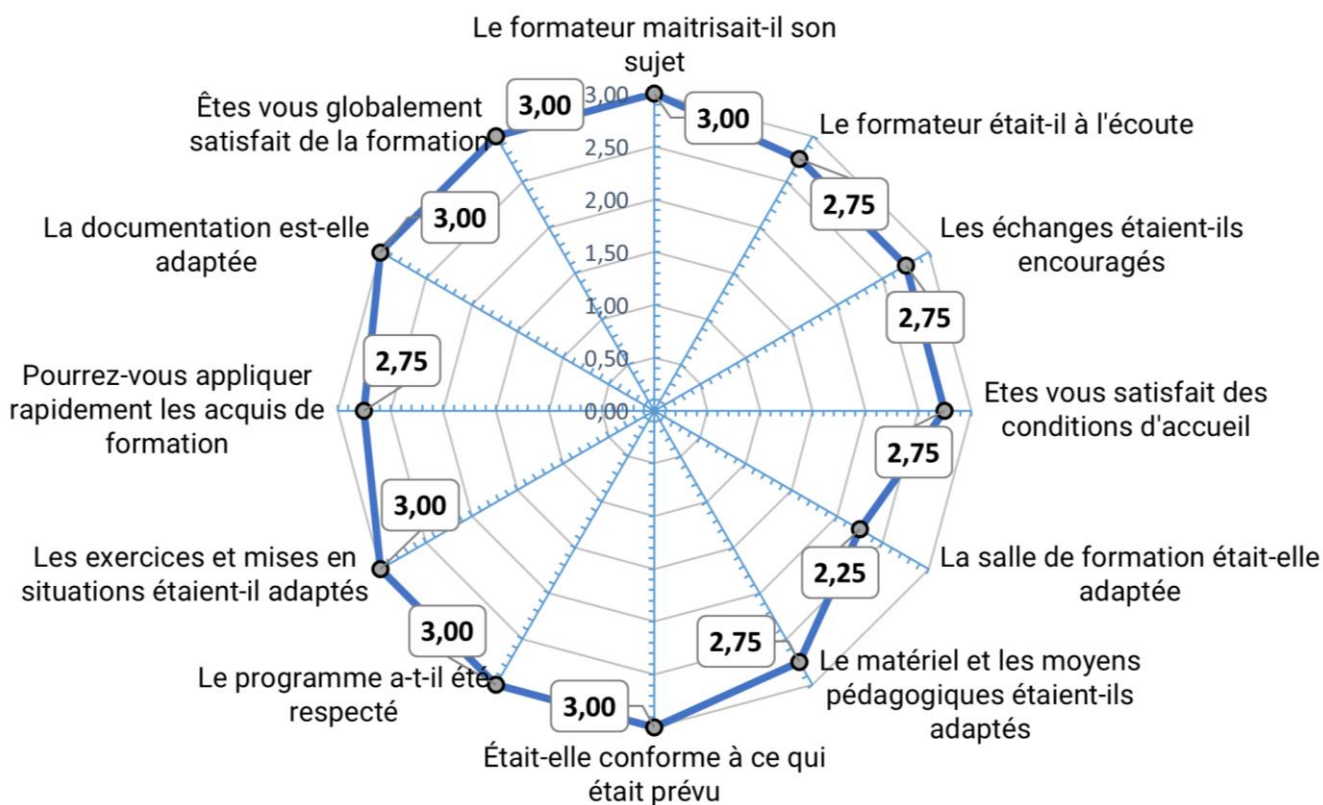 Le formateur maitrisait-il son
sujet
3,00
3,00
3,00
Êtes vous globalement
satisfait de la formation
Le formateur était-il à l'écoute
2,50
2,75
2,00
3,00
La documentation est-elle
adaptée
Les échanges étaient-ils
encouragés
1,50
1,00
2,75
2,75
0,50
Pourrez-vous appliquer
rapidement les acquis de
formation
0,00
Etes vous satisfait des
conditions d'accueil
2,75
3,00
Les exercices et mises en
situations étaient-il adaptés
La salle de formation était-elle
adaptée
2,25
3,00
2,75
Le programme a-t-il été
respecté
Le matériel et les moyens
pédagogiques étaient-ils
adaptés
3,00
Était-elle conforme à ce qui
était prévu